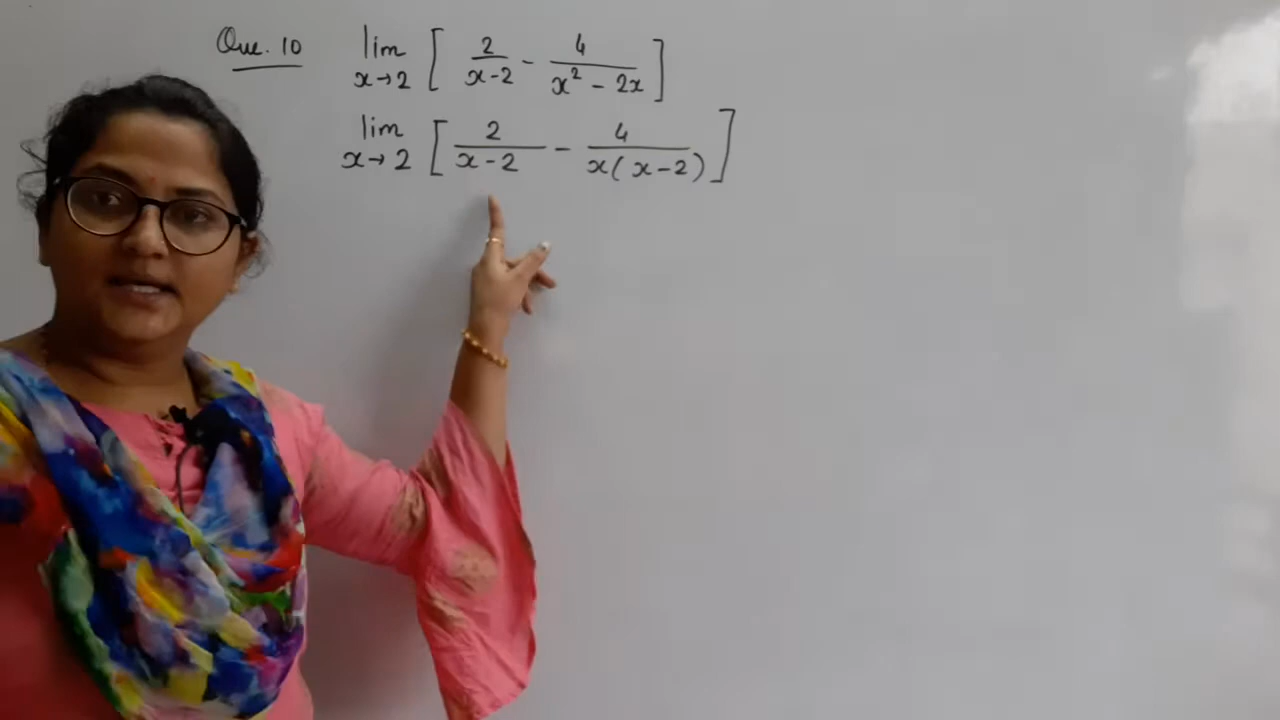 Que. 10 lim x→2 [ 2/(x-2) - 4/(x² - 2x) ]
lim x→2 [ 2/(x-2) - 4/(x(x-2)) ]